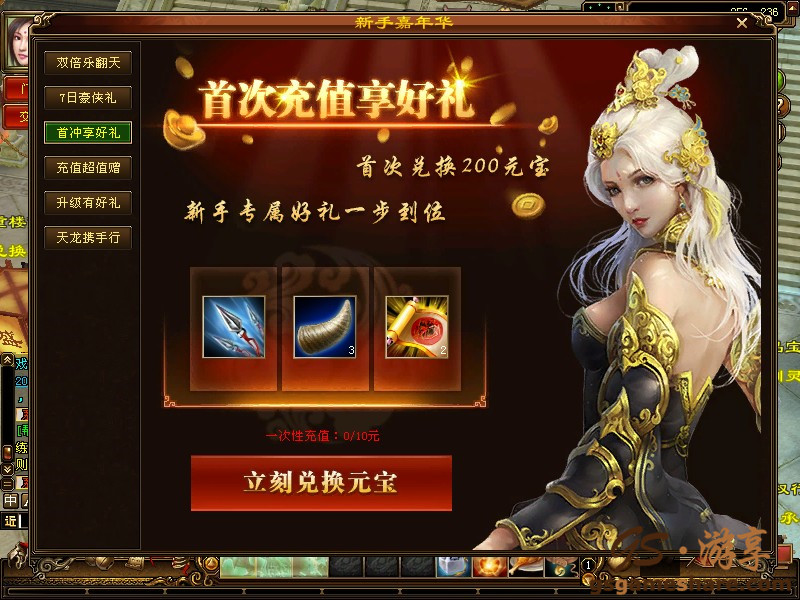 新手嘉年华
双倍乐翻天
7日豪侠礼
首冲享好礼
充值超值赠
升级有好礼
天龙携手行
首次充值享好礼
首次兑换200元宝
新手专属好礼一步到位
3
2
一次性充值：0/10元
立刻兑换元宝
游享